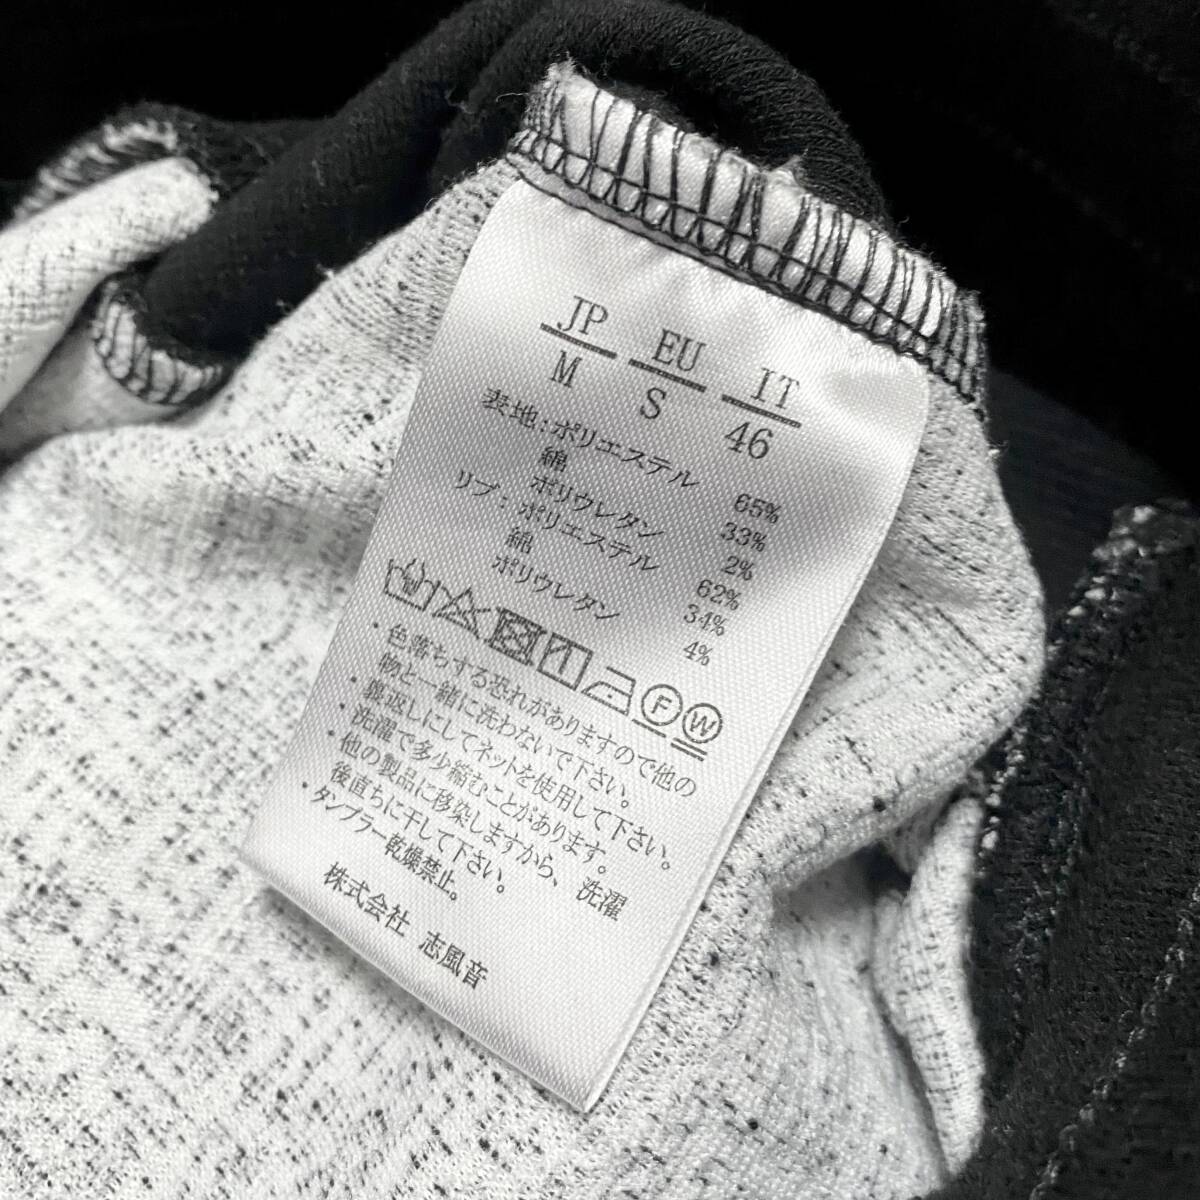 JP EU IT
M S 46
表地：ポリエステル 65%
綿 33%
ポリウレタン 2%
リブ：ポリエステル 62%
綿 34%
ポリウレタン 4%
F W
・色落ちする恐れがありますので他の
物と一緒に洗わないで下さい。
・裏返しにしてネットを使用して下さい。
・洗濯で多少縮むことがあります。
・他の製品に移染しますから、洗濯
後直ちに干して下さい。
・タンブラー乾燥禁止。
株式会社 志風音